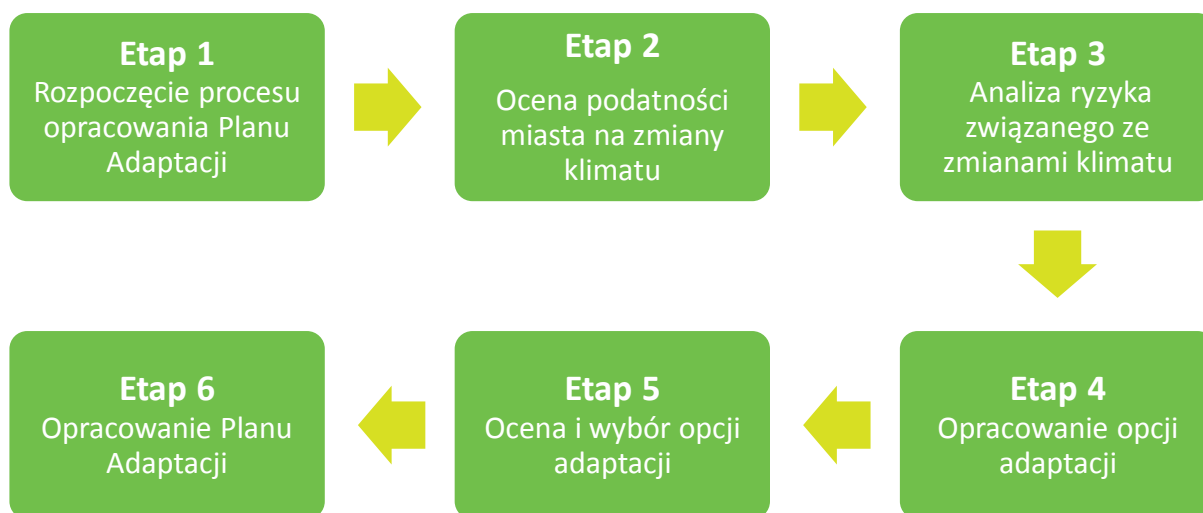 Etap 1
Rozpoczęcie procesu
opracowania Planu
Adaptacji
Etap 2
Ocena podatności
miasta na zmiany
klimatu
Etap 3
Analiza ryzyka
związanego ze
zmianami klimatu
Etap 4
Opracowanie opcji
adaptacji
Etap 5
Ocena i wybór opcji
adaptacji
Etap 6
Opracowanie Planu
Adaptacji